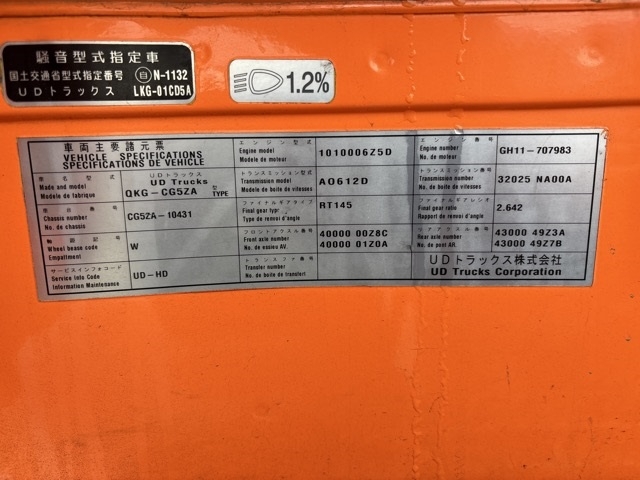 騒音型式指定車
国土交通省型式指定番号 自 N-1132
UDトラックス LKG-01CD5A
1.2%
車両主要諸元票
VEHICLE SPECIFICATIONS
SPECIFICATIONS DE VEHICLE
車名型式
Made and model
Modele de fabrique
UDトラックス
UD Trucks
QKG-CG5ZA 型 TYPE
車台番号
Chassis number
No. de chassis
CG5ZA-10431
軸距記号
Wheel base code
Empattement
W
サービスインフォコード
Service info Code
Information Maintenance
UD-HD
エンジン型式
Engine model
Modele de moteur
1010006Z5D
トランスミッション型式
Transmission model
Modele de boite de vitesses
AO612D
ファイナルギアタイプ
Final gear type
Type de renvoi d'angle
RT145
フロントアクスル番号
Front axle number
No. de essieu AV.
40000 00Z8C
40000 01Z0A
トランスファ番号
Transfer number
No. de boite de transfert
エンジン番号
Engine number
No. de moteur
GH11-707983
トランスミッション番号
Transmission number
No. de boite de vitesses
32025 NA00A
ファイナルギアレシオ
Final gear ratio
Rapport de renvoi d'angle
2.642
リアアクスル番号
Rear axle number
No. de pont AR.
43000 49Z3A
43000 49Z7B
UDトラックス株式会社
UD Trucks Corporation